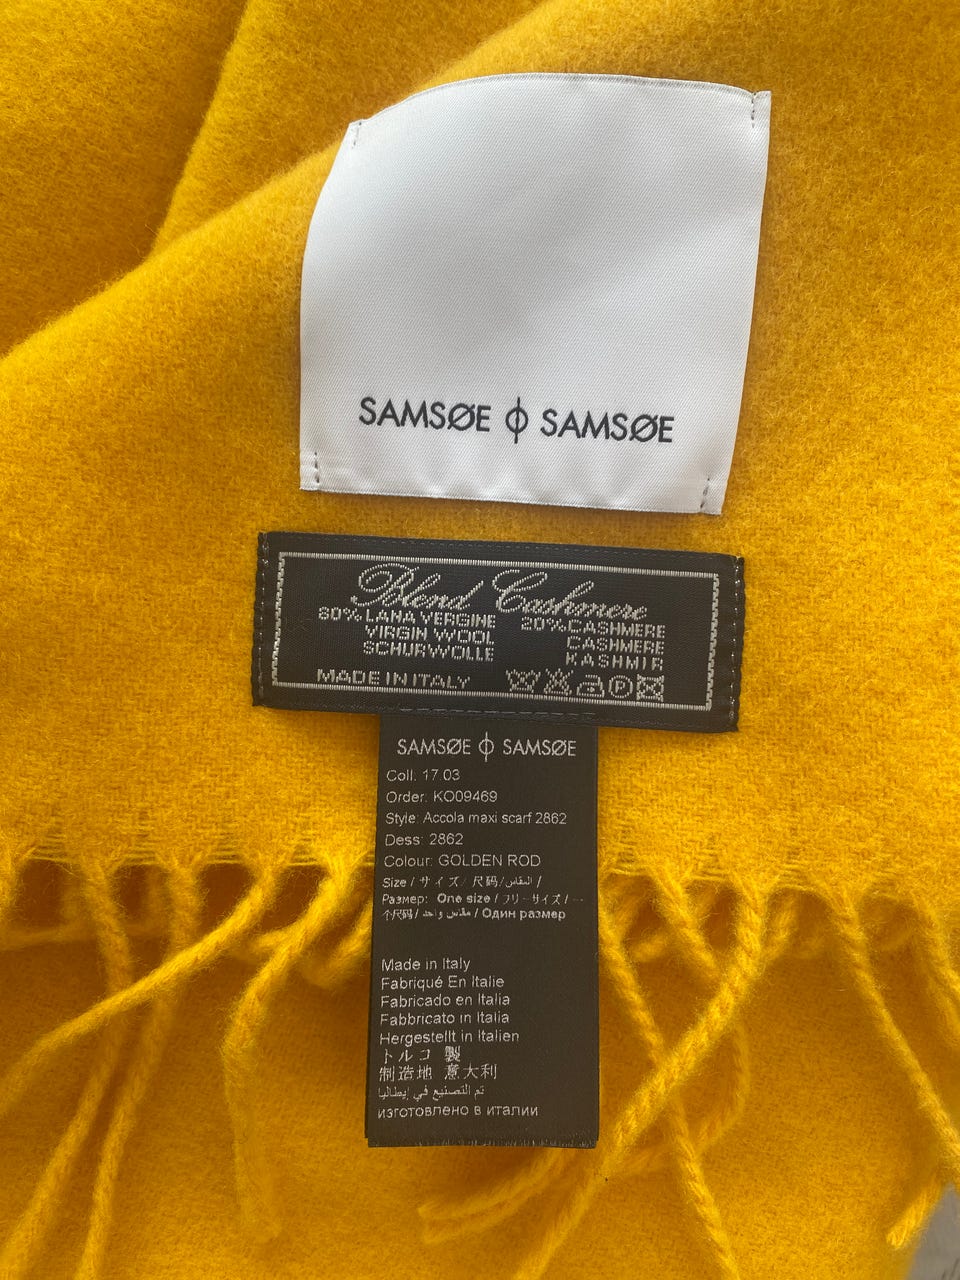 SAMSØE ϕ SAMSØE
Blend Cashmere
80% LANA VERGINE 20% CASHMERE
VIRGIN WOOL CASHMERE
SCHURWOLLE KASHMIR
MADE IN ITALY
SAMSØE ϕ SAMSØE
Coll: 17.03
Order: KO09469
Style: Accola maxi scarf 2862
Dess: 2862
Colour: GOLDEN ROD
Size / サイズ / 尺码 / المقاس /
Размер: One size / フリーサイズ / 一
个尺码 / مقاس واحد / Один размер
Made in Italy
Fabriqué En Italie
Fabricado en Italia
Fabbricato in Italia
Hergestellt in Italien
トルコ 製
制造地 意大利
تم التصنيع في إيطاليا
изготовлено в италии